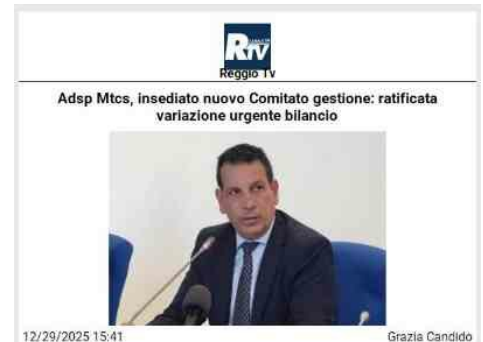 RTV
Reggio Tv
Adsp Mtcs, insediato nuovo Comitato gestione: ratificata
variazione urgente bilancio
12/29/2025 15:41
Grazia Candido